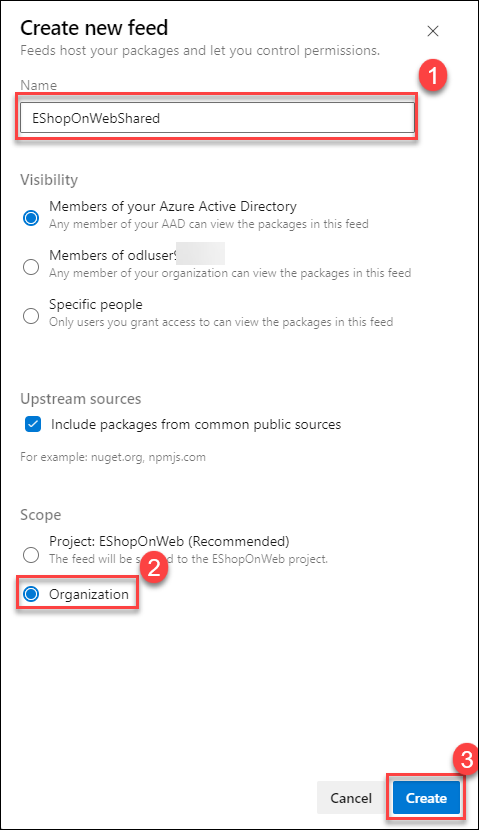 Create new feed
Feeds host your packages and let you control permissions.
1
Name
EShopOnWebShared
Visibility
Members of your Azure Active Directory
Any member of your AAD can view the packages in this feed
Members of odluser
Any member of your organization can view the packages in this feed
Specific people
Only users you grant access to can view the packages in this feed
Upstream sources
Include packages from common public sources
For example: nuget.org, npmjs.com
Scope
Project: EShopOnWeb (Recommended)
The feed will be to the EShopOnWeb project.
2
Organization
3
Cancel
Create